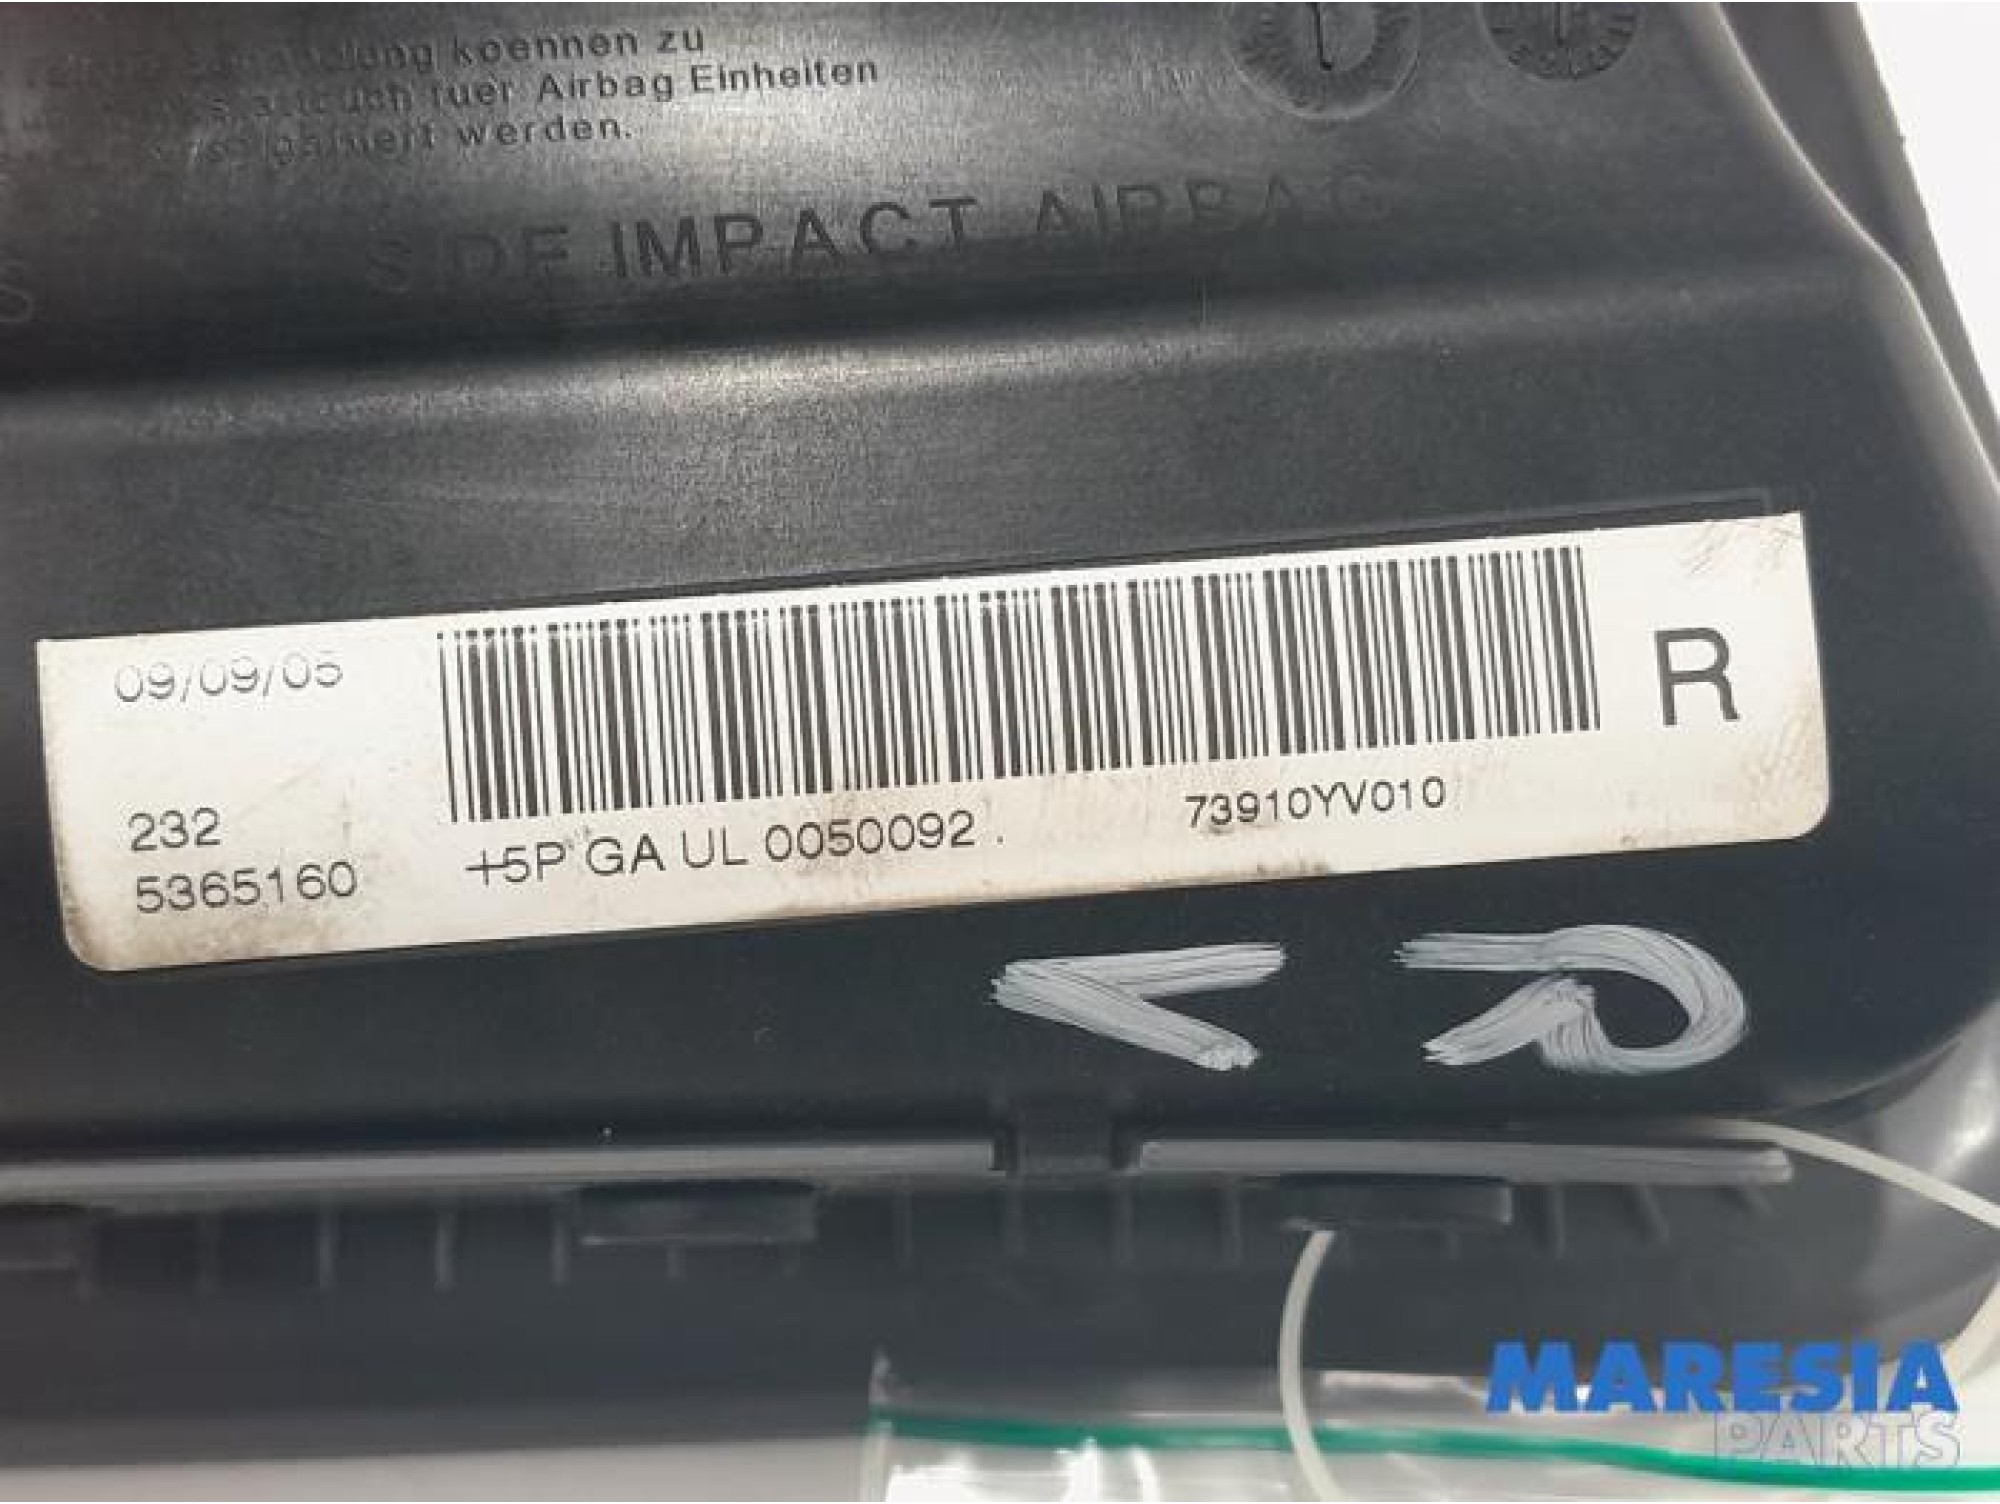 koennen zu
fuer Airbag Einheiten
werden.
SIDE IMPACT AIRBAG
09/09/05
232
5365160
+5P GA UL 0050092 .
73910YV010
R
V R
MARESIA
PARTS